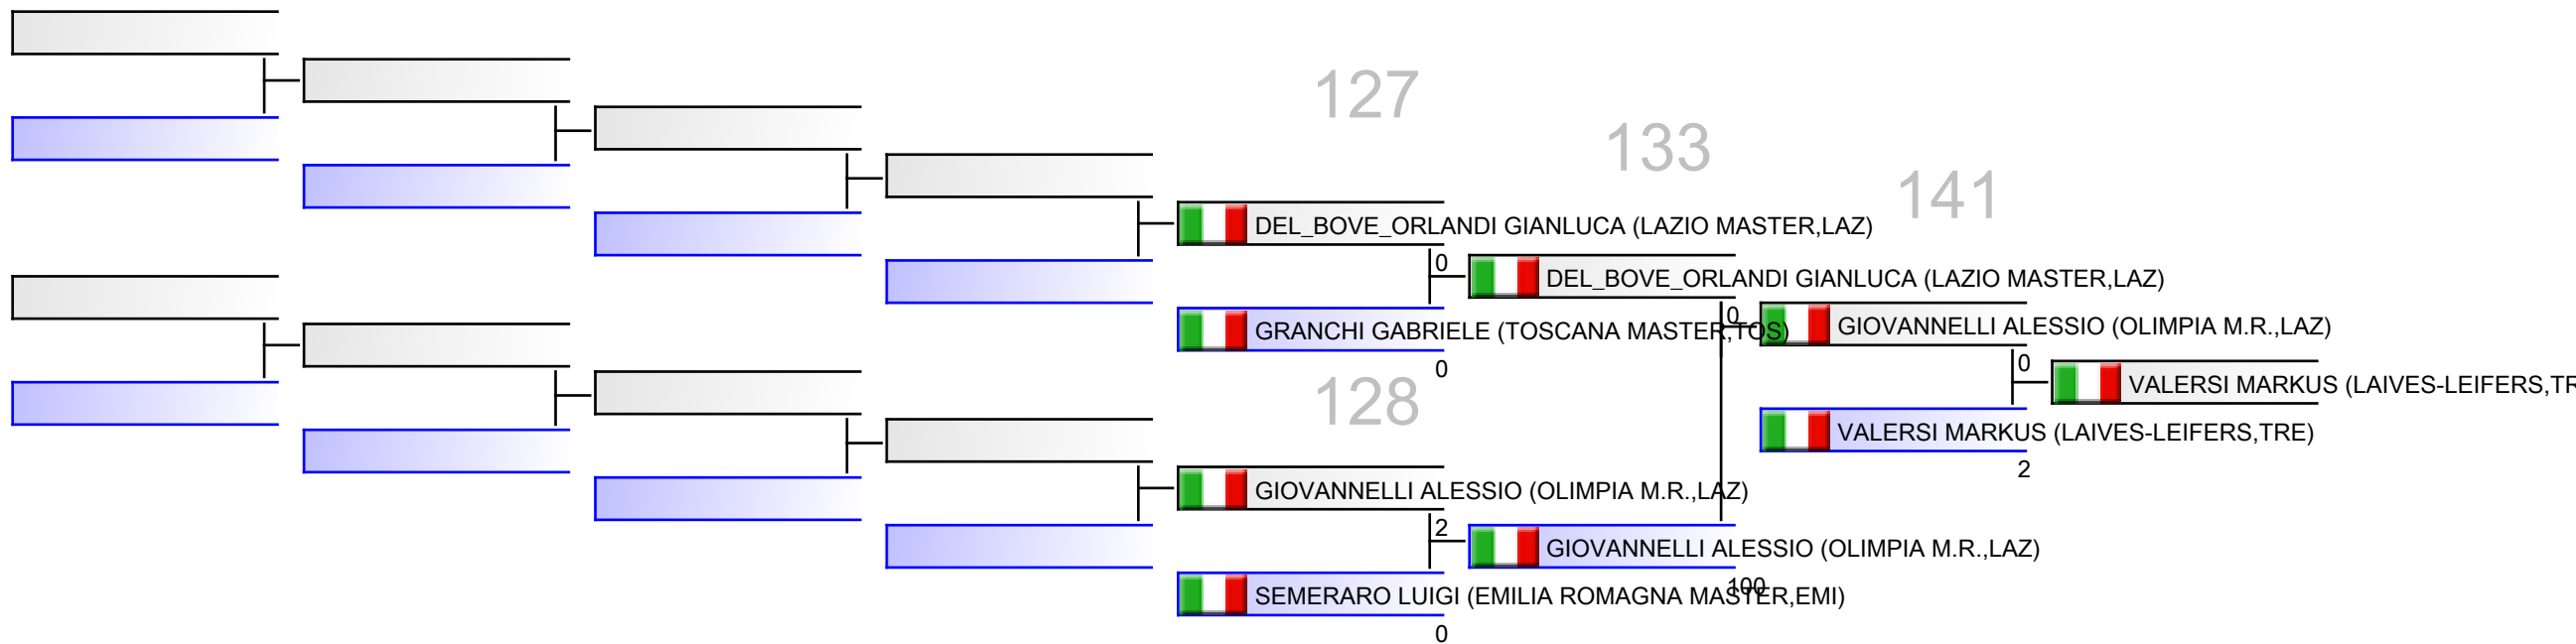 127
133
141
DEL_BOVE_ORLANDI GIANLUCA (LAZIO MASTER,LAZ)
0
DEL_BOVE_ORLANDI GIANLUCA (LAZIO MASTER,LAZ)
0
GRANCHI GABRIELE (TOSCANA MASTER,TOS)
0
GIOVANNELLI ALESSIO (OLIMPIA M.R.,LAZ)
0
VALERSI MARKUS (LAIVES-LEIFERS,TR
VALERSI MARKUS (LAIVES-LEIFERS,TRE)
2
128
GIOVANNELLI ALESSIO (OLIMPIA M.R.,LAZ)
2
GIOVANNELLI ALESSIO (OLIMPIA M.R.,LAZ)
100
SEMERARO LUIGI (EMILIA ROMAGNA MASTER,EMI)
0